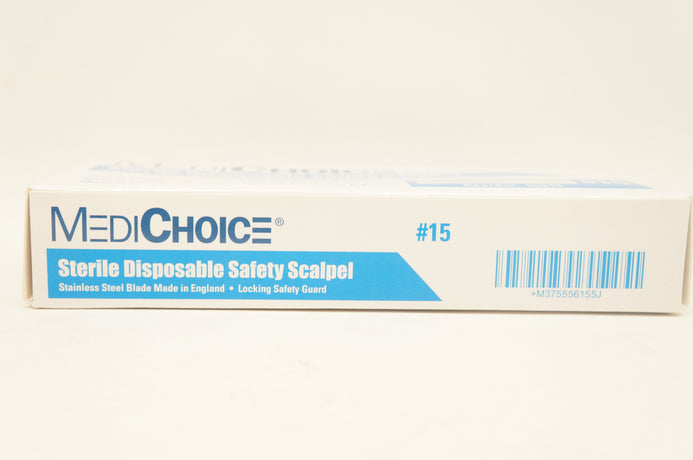 MEDICHOICE®
#15
Sterile Disposable Safety Scalpel
Stainless Steel Blade Made in England • Locking Safety Guard
+M375556155J